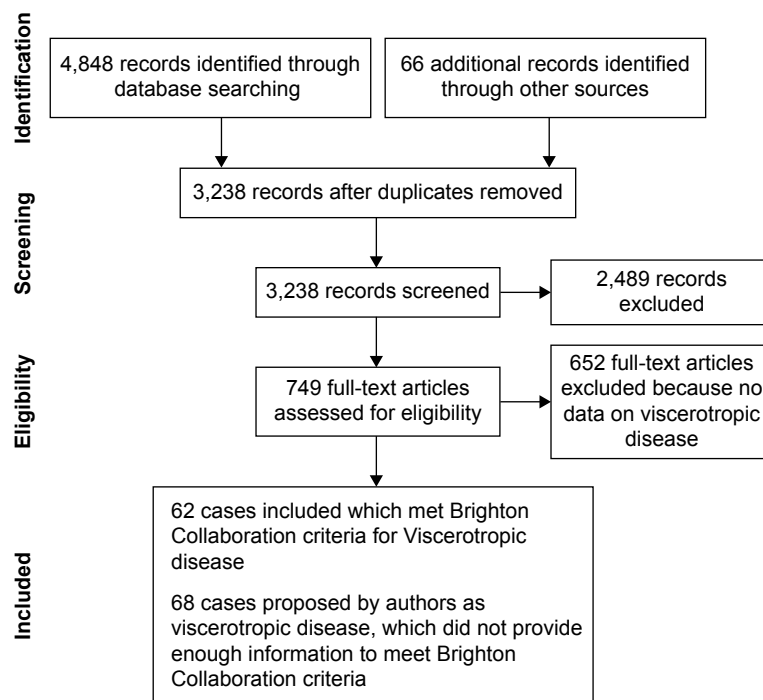 Identification
4,848 records identified through
database searching
66 additional records identified
through other sources
Screening
3,238 records after duplicates removed
3,238 records screened
2,489 records
excluded
Eligibility
749 full-text articles
assessed for eligibility
652 full-text articles
excluded because no
data on viscerotropic
disease
Included
62 cases included which met Brighton
Collaboration criteria for Viscerotropic
disease
68 cases proposed by authors as
viscerotropic disease, which did not provide
enough information to meet Brighton
Collaboration criteria